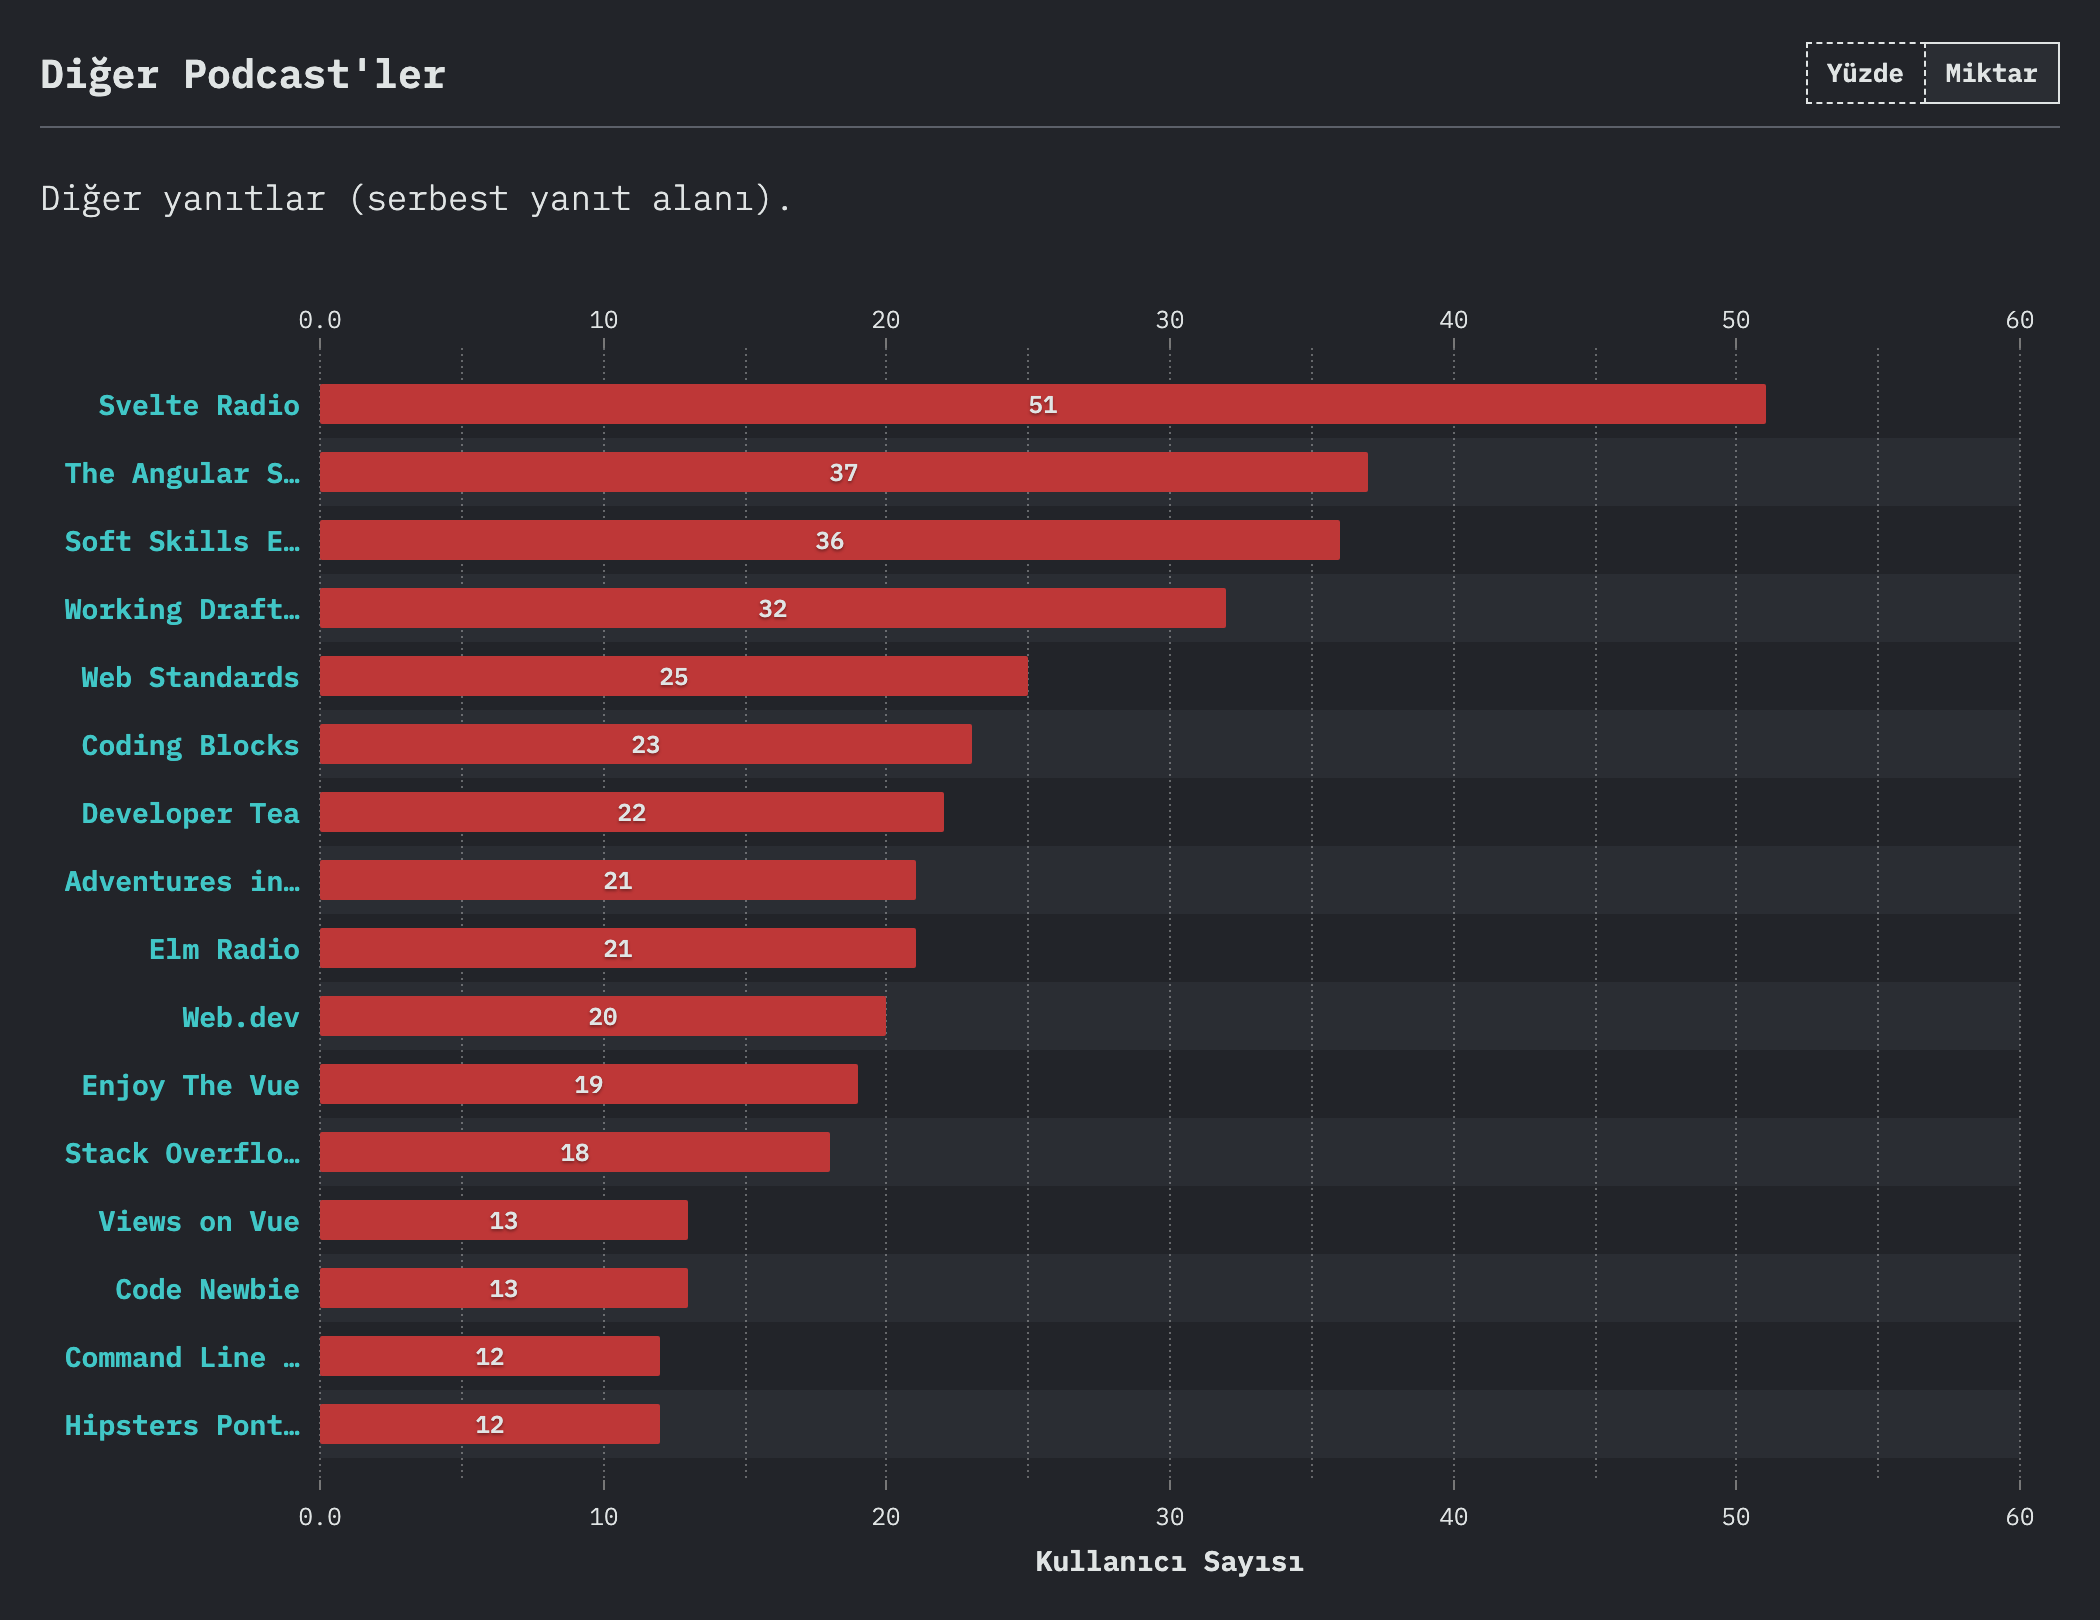 Diğer Podcast'ler
Yüzde Miktar
Diğer yanıtlar (serbest yanıt alanı).
0.0 10 20 30 40 50 60
Svelte Radio 51
The Angular S… 37
Soft Skills E… 36
Working Draft… 32
Web Standards 25
Coding Blocks 23
Developer Tea 22
Adventures in… 21
Elm Radio 21
Web.dev 20
Enjoy The Vue 19
Stack Overflo… 18
Views on Vue 13
Code Newbie 13
Command Line … 12
Hipsters Pont… 12
0.0 10 20 30 40 50 60
Kullanıcı Sayısı